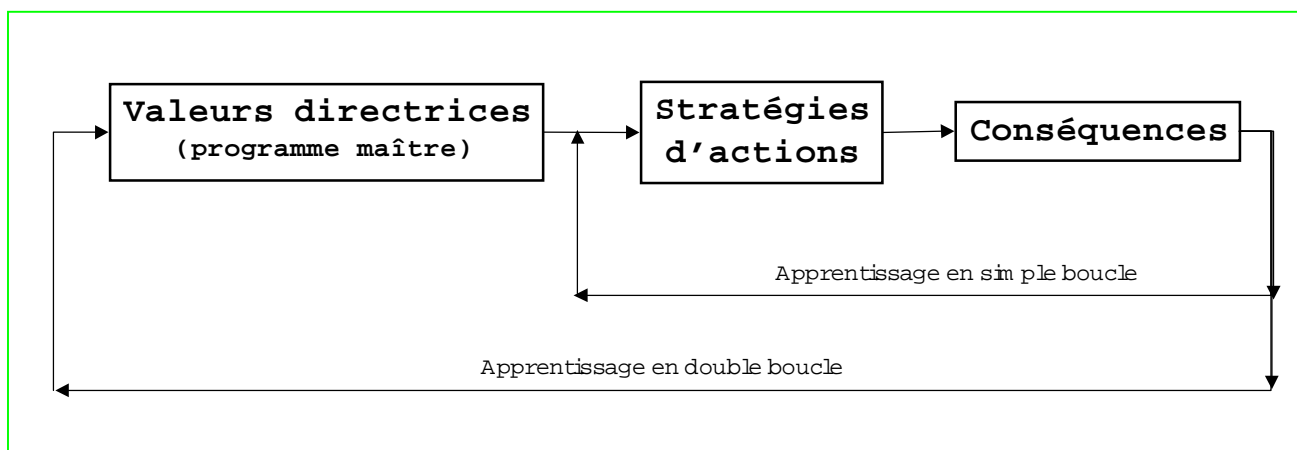 Valeurs directrices
(programme maître)
Stratégies
d'actions
Conséquences
Apprentissage en simple boucle
Apprentissage en double boucle